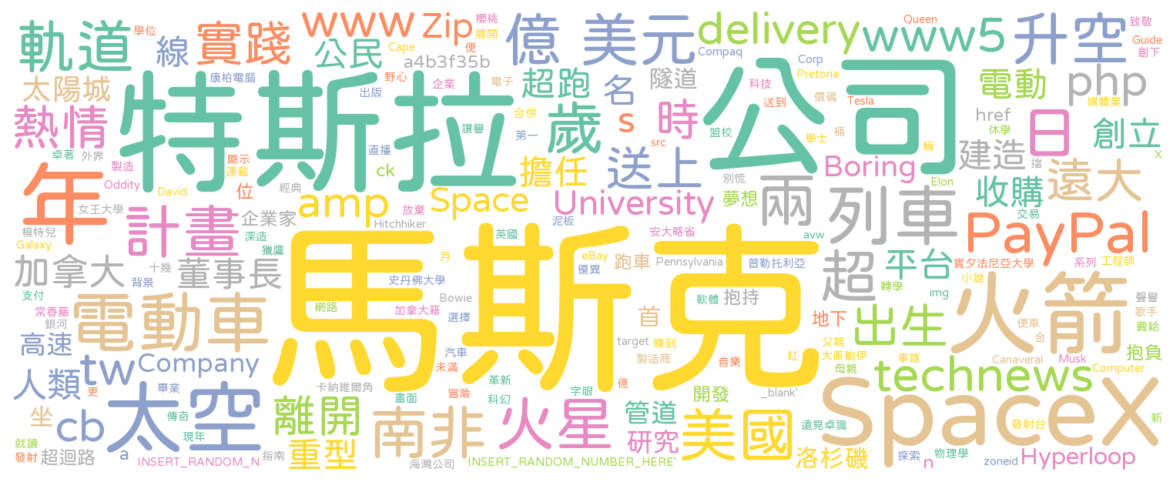 軌道
學位
線
實踐
www
Zip
億
美元
delivery
www5
Queen
升空
櫻桃
展開
致敬
Guide
創下
康柏電腦
公民
Cape
便
a4b3f35b
Compaq
Corp
Pretoria
太陽城
野心
企業
電子
超跑
名
隧道
科技
個碼
電動
php
媒體業
熱情
出版
合併
歲
s
時
送到
Tesla
href
日
創立
特斯拉
讓譽
第一
盟校
公司
學士
桶
休學
X
卓著
外界
製造
顯示
運載
直播
src
輛
建造
擋
年
Oddity
David
經典
位
ck
擔任
送上
別慌
Boring
Elon
收購
遠大
女王大學
計畫
企業家
amp
放棄
Space
University
夢想
兩
列車
交易
PayPal
模特兒
Galaxy
深造
獵鷹
Hitchhiker
泥板
安大略省
avw
加拿大
十幾
董事長
馬斯克
英國
eBay
優異
跑車
Pennsylvania
普勒托利亞
超
平台
賓夕法尼亞大學
系列
工程師
背景
月
史丹佛大學
轉學
img
小說
支付
常春藤
銀河
電動車
網路
加拿大籍
Bowie
選擇
軟體
抱持
首
地下
出生
火箭
聲譽
歌手
賣給
高速
target
賺到
汽車
製造商
音樂
紅
父親
大衛鮑伊
母親
使車
金
抱負
tw
Company
未滿
人類
更
畢業
卡納維爾角
冒險
革新
億
事蹟
Canaveral
Musk
Computer
technews
畫面
科幻
字眼
開發
_blank'
坐
cb
太空
傳奇
離開
南非
火星
管道
美國
遠見卓識
SpaceX
發射台
新
就讀
現年
發射
超迴路
a
重型
研究
洛杉磯
探索
物理學
n
zoneid
Hyperloop
INSERT_RANDOM_N
指南
海灣公司
INSERT_RANDOM_NUMBER_HERE'